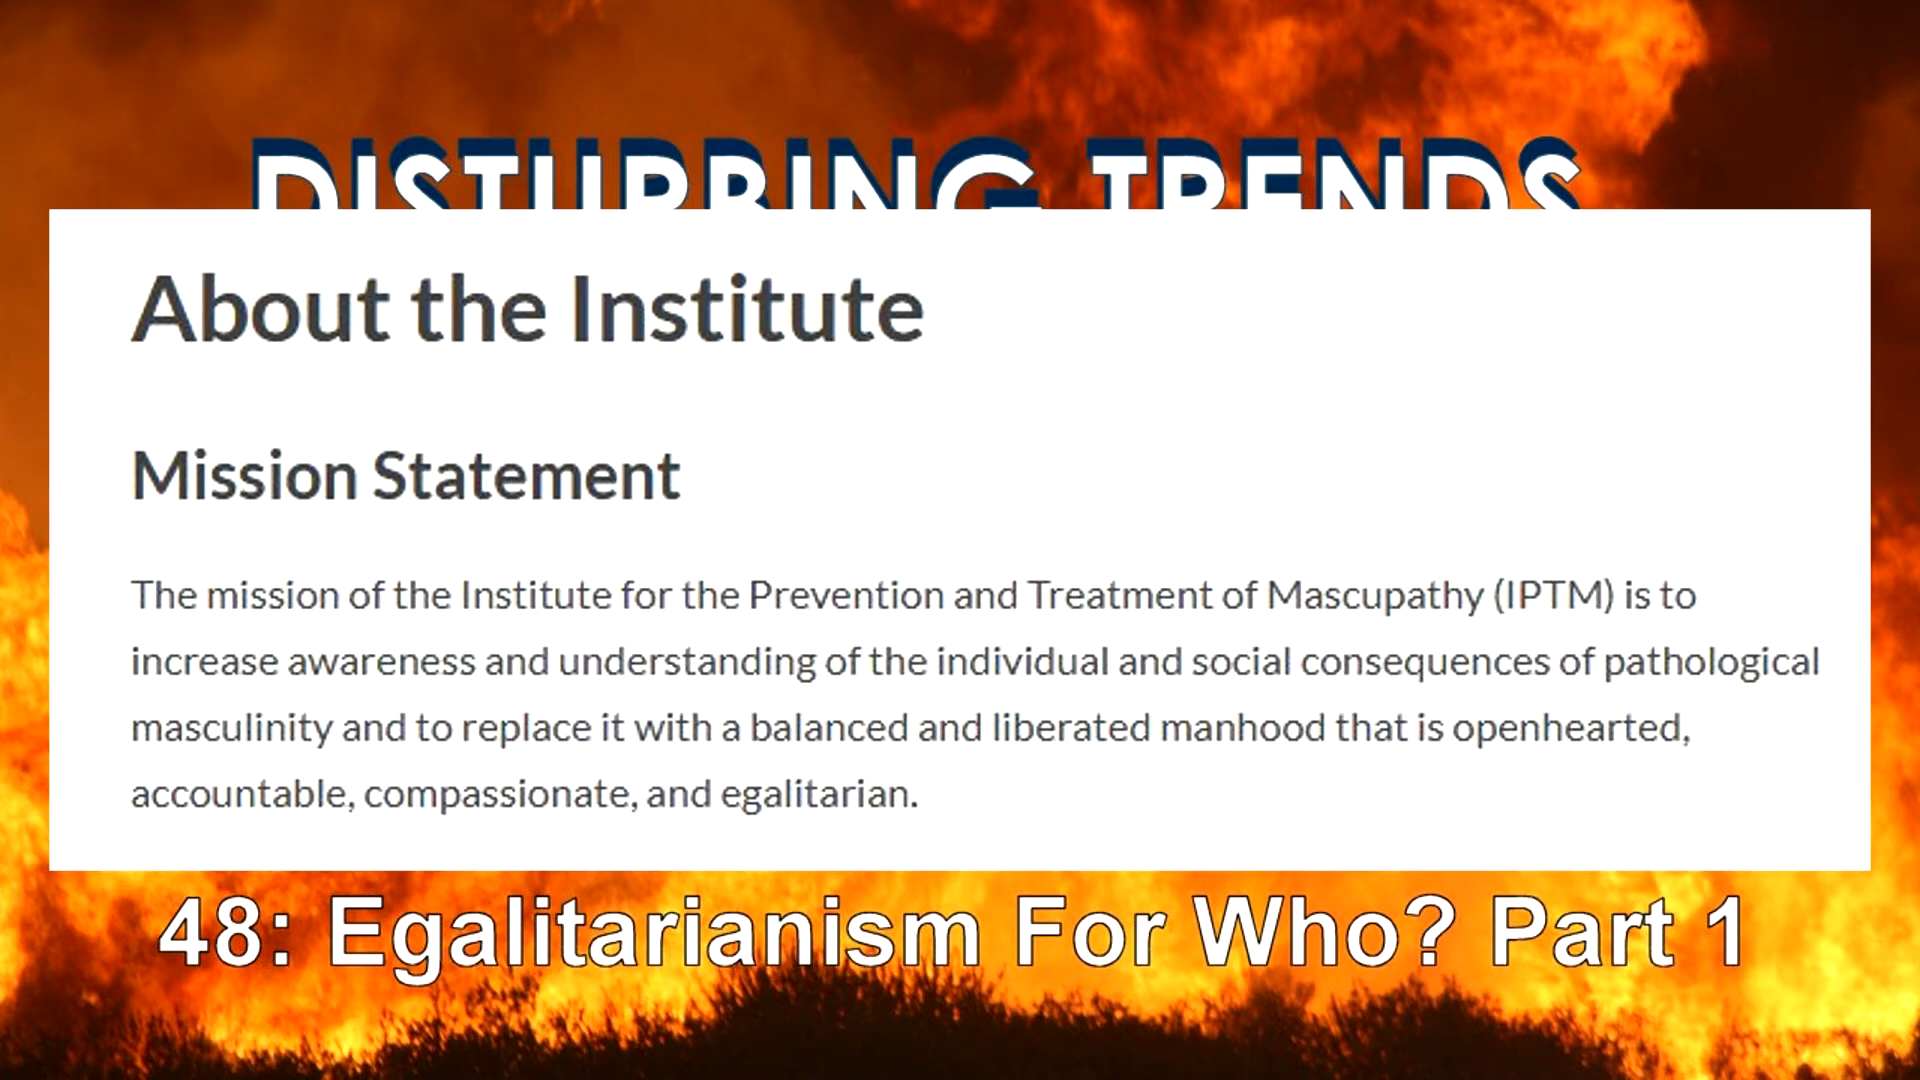 DISTURBING TRENDS
About the Institute
Mission Statement
The mission of the Institute for the Prevention and Treatment of Mascupathy (IPTM) is to
increase awareness and understanding of the individual and social consequences of pathological
masculinity and to replace it with a balanced and liberated manhood that is openhearted,
accountable, compassionate, and egalitarian.
48: Egalitarianism For Who? Part 1